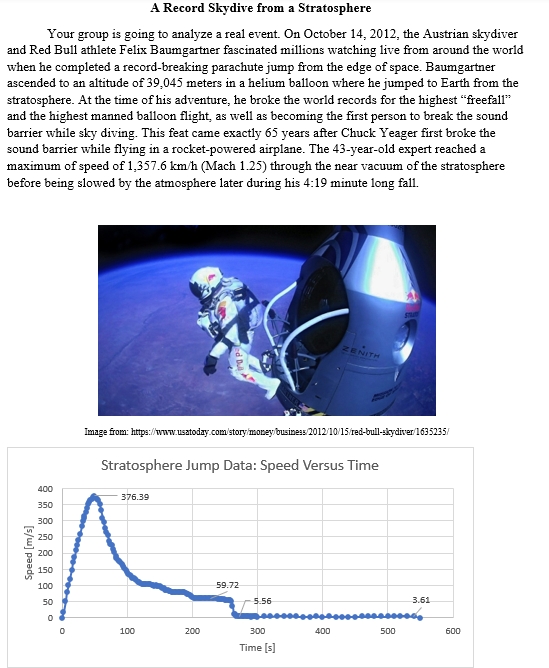 A Record Skydive from a Stratosphere
Your group is going to analyze a real event. On October 14, 2012, the Austrian skydiver
and Red Bull athlete Felix Baumgartner fascinated millions watching live from around the world
when he completed a record-breaking parachute jump from the edge of space. Baumgartner
ascended to an altitude of 39,045 meters in a helium balloon where he jumped to Earth from the
stratosphere. At the time of his adventure, he broke the world records for the highest “freefall”
and the highest manned balloon flight, as well as becoming the first person to break the sound
barrier while sky diving. This feat came exactly 65 years after Chuck Yeager first broke the
sound barrier while flying in a rocket-powered airplane. The 43-year-old expert reached a
maximum of speed of 1,357.6 km/h (Mach 1.25) through the near vacuum of the stratosphere
before being slowed by the atmosphere later during his 4:19 minute long fall.
ZENITH
Image from: https://www.usatoday.com/story/money/business/2012/10/15/red-bull-skydiver/1635235/
Stratosphere Jump Data: Speed Versus Time
Speed [m/s]
400
350
300
250
200
150
100
50
0
376.39
59.72
5.56
3.61
0 100 200 300 400 500 600
Time [s]